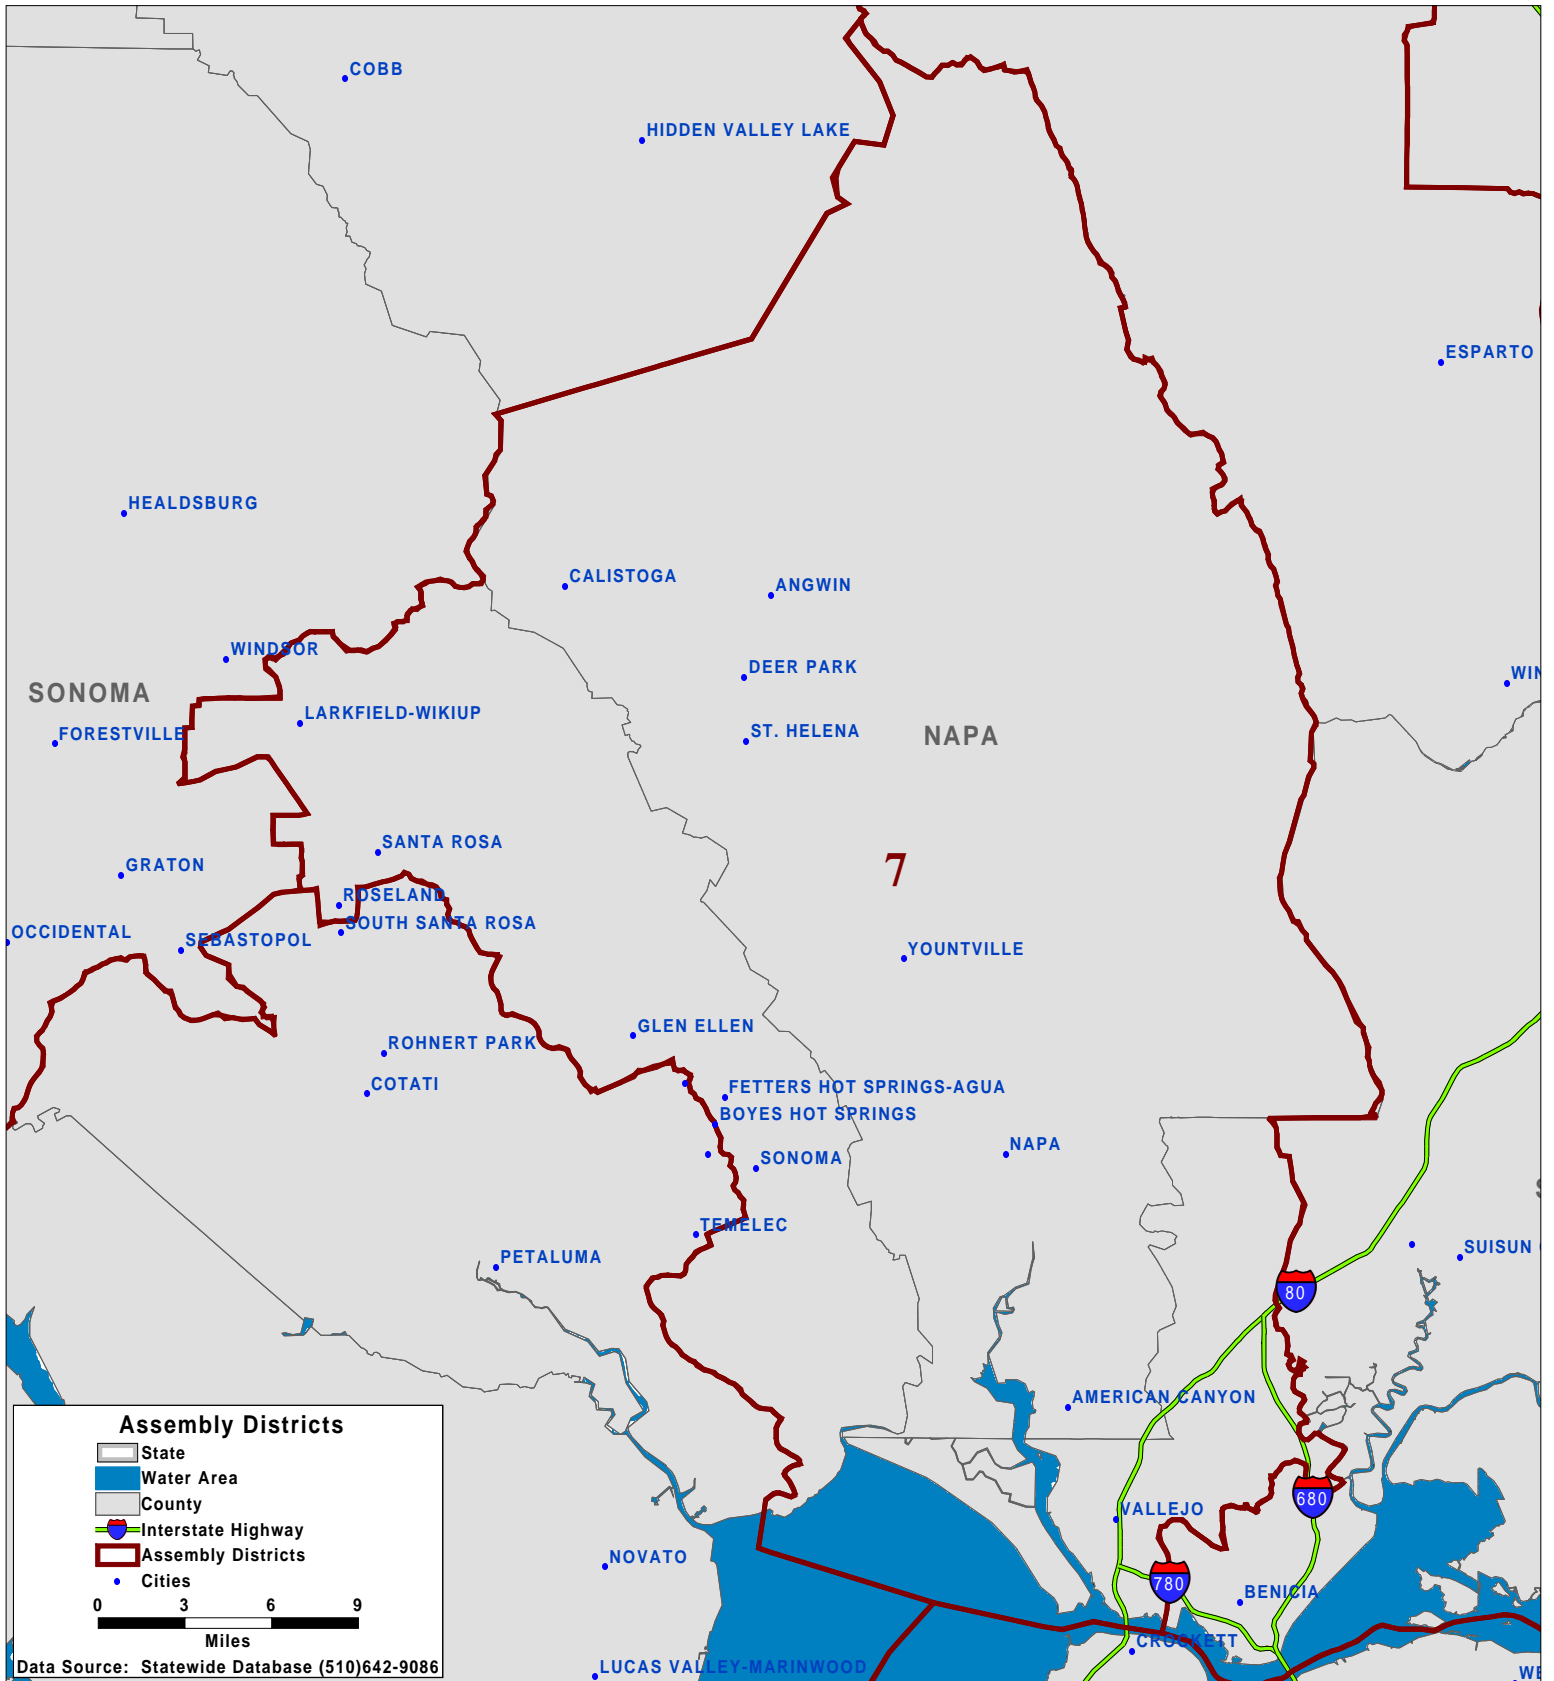 COBB
HIDDEN VALLEY LAKE
ESPARTO
HEALDSBURG
CALISTOGA
ANGWIN
WINDSOR
DEER PARK
WIN
SONOMA
LARKFIELD-WIKIUP
FORESTVILLE
ST. HELENA
NAPA
SANTA ROSA
GRATON
7
ROSELAND
SOUTH SANTA ROSA
OCCIDENTAL
SEBASTOPOL
YOUNTVILLE
GLEN ELLEN
ROHNERT PARK
COTATI
FETTERS HOT SPRINGS-AGUA
BOYES HOT SPRINGS
NAPA
SONOMA
TEMELEC
PETALUMA
SUISUN
80
AMERICAN CANYON
680
VALLEJO
NOVATO
780
BENICIA
CROCKETT
LUCAS VALLEY-MARINWOOD
WE
Assembly Districts
State
Water Area
County
Interstate Highway
Assembly Districts
Cities
0 3 6 9
Miles
Data Source: Statewide Database (510)642-9086